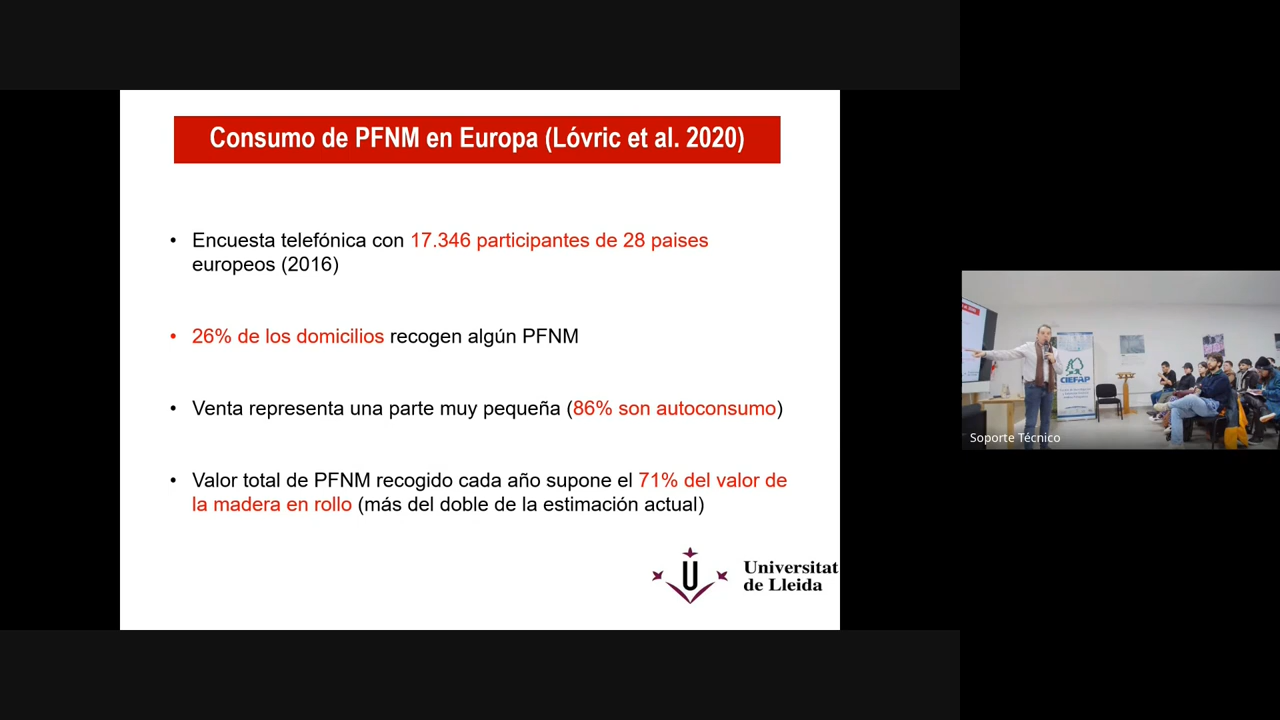 Consumo de PFNM en Europa (Lóvric et al. 2020)
• Encuesta telefónica con 17.346 participantes de 28 paises
europeos (2016)
• 26% de los domicilios recogen algún PFNM
• Venta representa una parte muy pequeña (86% son autoconsumo)
• Valor total de PFNM recogido cada año supone el 71% del valor de
la madera en rollo (más del doble de la estimación actual)
Universitat
de Lleida
CIEFAP
Soporte Técnico